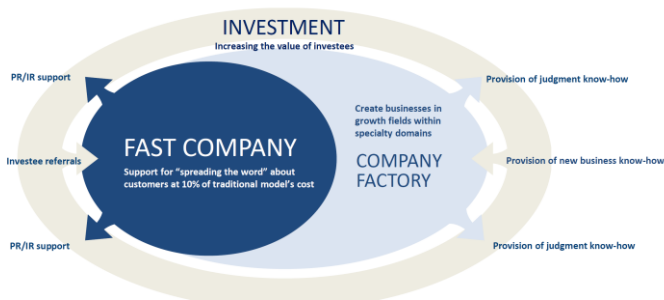 INVESTMENT
Increasing the value of investees
PR/IR support
Provision of judgment know-how
Create businesses in
growth fields within
specialty domains
FAST COMPANY
Investee referrals
COMPANY
FACTORY
Provision of new business know-how
Support for “spreading the word” about
customers at 10% of traditional model’s cost
PR/IR support
Provision of judgment know-how